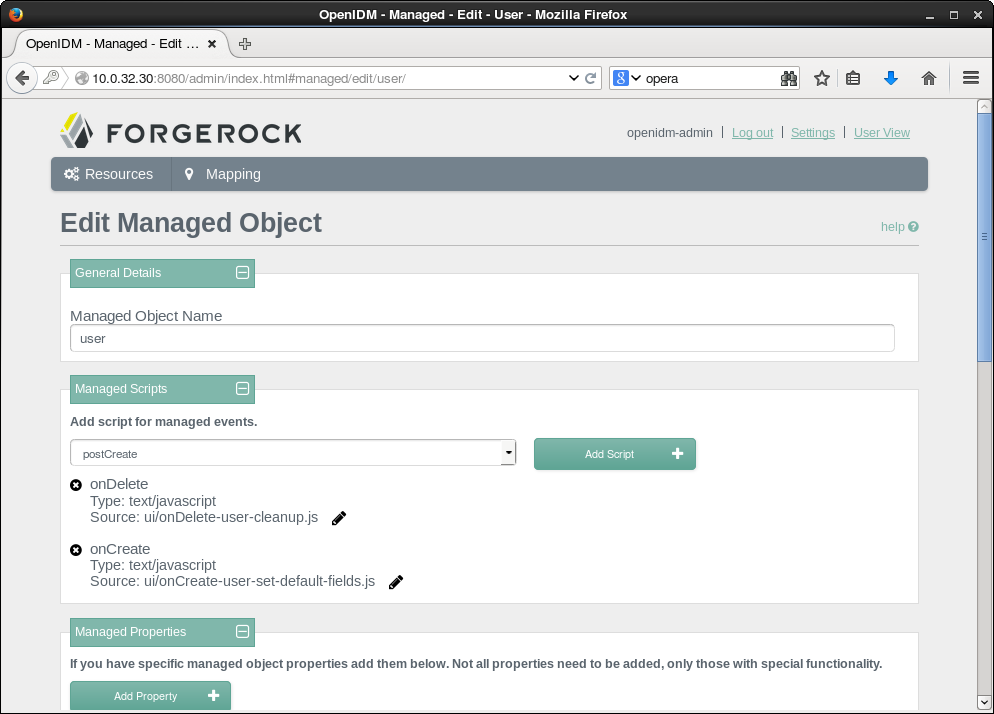 OpenIDM - Managed - Edit - User - Mozilla Firefox
OpenIDM - Managed - Edit ...
10.0.32.30:8080/admin/index.html#managed/edit/user/
8
opera
FORGEROCK
openidm-admin | Log out | Settings | User View
Resources
Mapping
Edit Managed Object
help ?
General Details
Managed Object Name
user
Managed Scripts
Add script for managed events.
postCreate
Add Script
onDelete
Type: text/javascript
Source: ui/onDelete-user-cleanup.js
onCreate
Type: text/javascript
Source: ui/onCreate-user-set-default-fields.js
Managed Properties
If you have specific managed object properties add them below. Not all properties need to be added, only those with special functionality.
Add Property